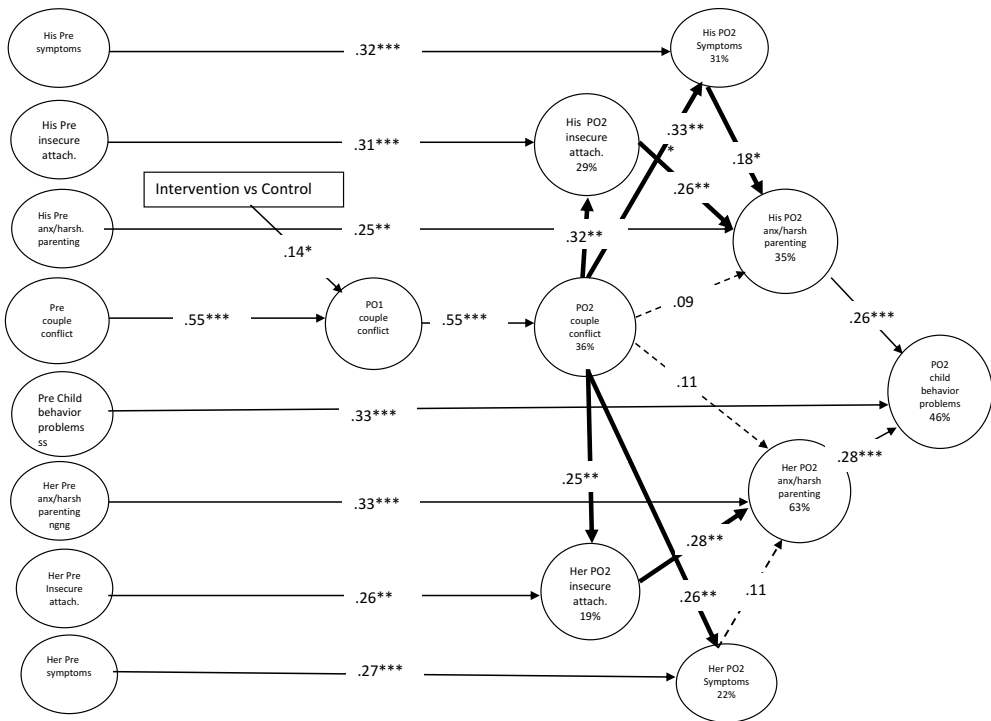 His Pre
symptoms
.32***
His PO2
Symptoms
31%
His Pre
insecure
attach.
.31***
His PO2
insecure
attach.
29%
.33**
*
.18*
.26**
Intervention vs Control
.14*
His Pre
anx/harsh.
parenting
.25**
.32**
His PO2
anx/harsh
parenting
35%
Pre
couple
conflict
.55***
PO1
couple
conflict
.55***
PO2
couple
conflict
36%
.09
.11
.26***
PO2
child
behavior
problems
46%
Pre Child
behavior
problems
ss
.33***
.28***
Her Pre
anx/harsh
parenting
ngng
.33***
.25**
Her PO2
anx/harsh
parenting
63%
Her Pre
Insecure
attach.
.26**
Her PO2
insecure
attach.
19%
.28**
.26**
.11
Her Pre
symptoms
.27***
Her PO2
Symptoms
22%